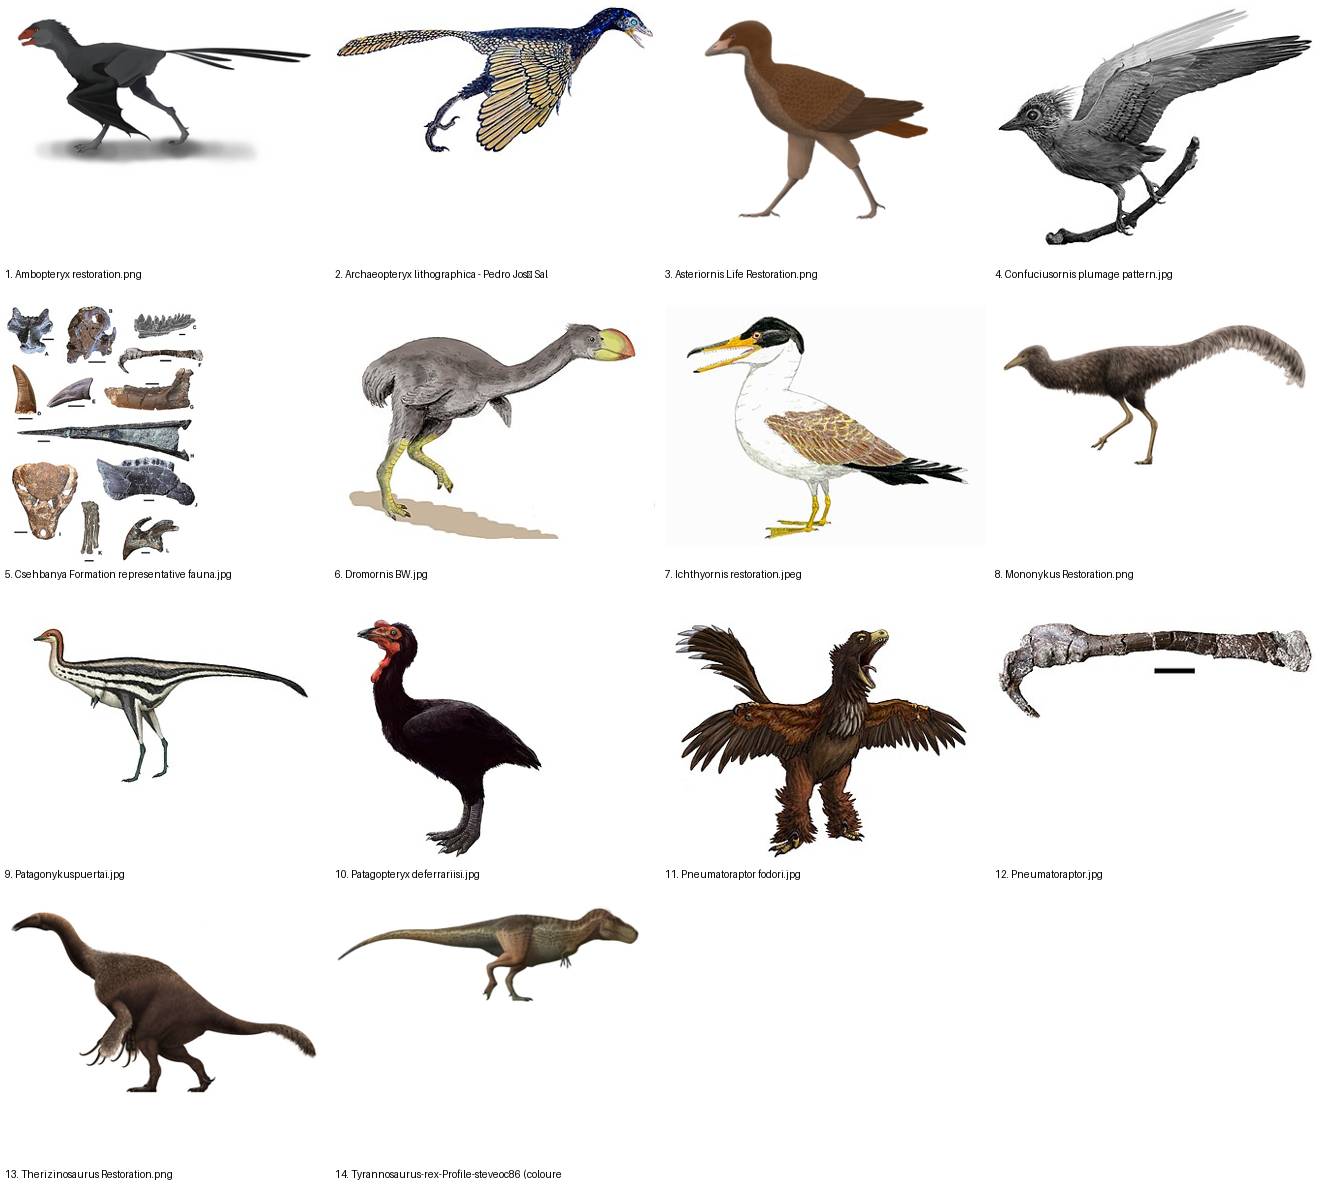 1. Ambopteryx restoration.png
2. Archaeopteryx lithographica - Pedro Jos Sal
3. Asteriornis Life Restoration.png
4. Confuciusornis plumage pattern.jpg
5. Csehbanya Formation representative fauna.jpg
6. Dromornis BW.jpg
7. Ichthyornis restoration.jpeg
8. Mononykus Restoration.png
9. Patagonykuspuertai.jpg
10. Patagopteryx deferrariisi.jpg
11. Pneumatoraptor fodori.jpg
12. Pneumatoraptor.jpg
13. Therizinosaurus Restoration.png
14. Tyrannosaurus-rex-Profile-steveoc86 (coloure